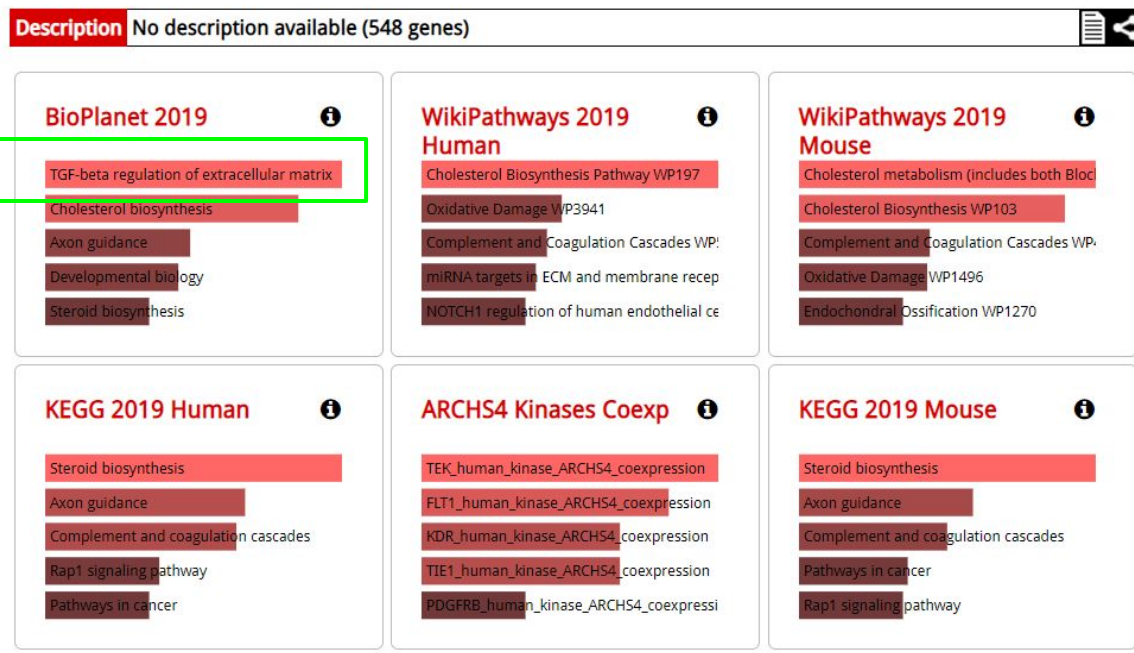 Description No description available (548 genes)
BioPlanet 2019
TGF-beta regulation of extracellular matrix
Cholesterol biosynthesis
Axon guidance
Developmental biology
Steroid biosynthesis
WikiPathways 2019
Human
Cholesterol Biosynthesis Pathway WP197
Oxidative Damage WP3941
Complement and Coagulation Cascades WP
miRNA targets in ECM and membrane recep
NOTCH1 regulation of human endothelial ce
WikiPathways 2019
Mouse
Cholesterol metabolism (includes both Bloc
Cholesterol Biosynthesis WP103
Complement and Coagulation Cascades WP
Oxidative Damage WP1496
Endochondral Ossification WP1270
KEGG 2019 Human
Steroid biosynthesis
Axon guidance
Complement and coagulation cascades
Rap1 signaling pathway
Pathways in cancer
ARCHS4 Kinases Coexp
TEK_human_kinase_ARCHS4_coexpression
FLT1_human_kinase_ARCHS4_coexpression
KDR_human_kinase_ARCHS4_coexpression
TIE1_human_kinase_ARCHS4_coexpression
PDGFRB_human_kinase_ARCHS4_coexpressi
KEGG 2019 Mouse
Steroid biosynthesis
Axon guidance
Complement and coagulation cascades
Pathways in cancer
Rap1 signaling pathway